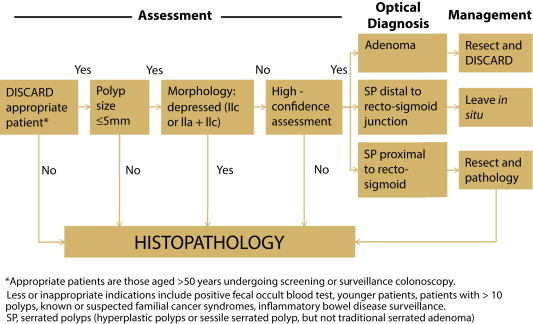 Assessment
Optical
Diagnosis
Management
Adenoma
Resect and
DISCARD
Yes
Yes
No
Yes
DISCARD
appropriate
patient*
Polyp
size
≤5mm
Morphology:
depressed (IIc
or IIa + IIc)
High -
confidence
assessment
SP distal to
recto-sigmoid
junction
Leave in
situ
SP proximal
to recto-
sigmoid
Resect and
pathology
No
No
Yes
No
HISTOPATHOLOGY
*Appropriate patients are those aged >50 years undergoing screening or surveillance colonoscopy.
Less or inappropriate indications include positive fecal occult blood test, younger patients, patients with > 10
polyps, known or suspected familial cancer syndromes, inflammatory bowel disease surveillance.
SP, serrated polyps (hyperplastic polyps or sessile serrated polyp, but not traditional serrated adenoma)